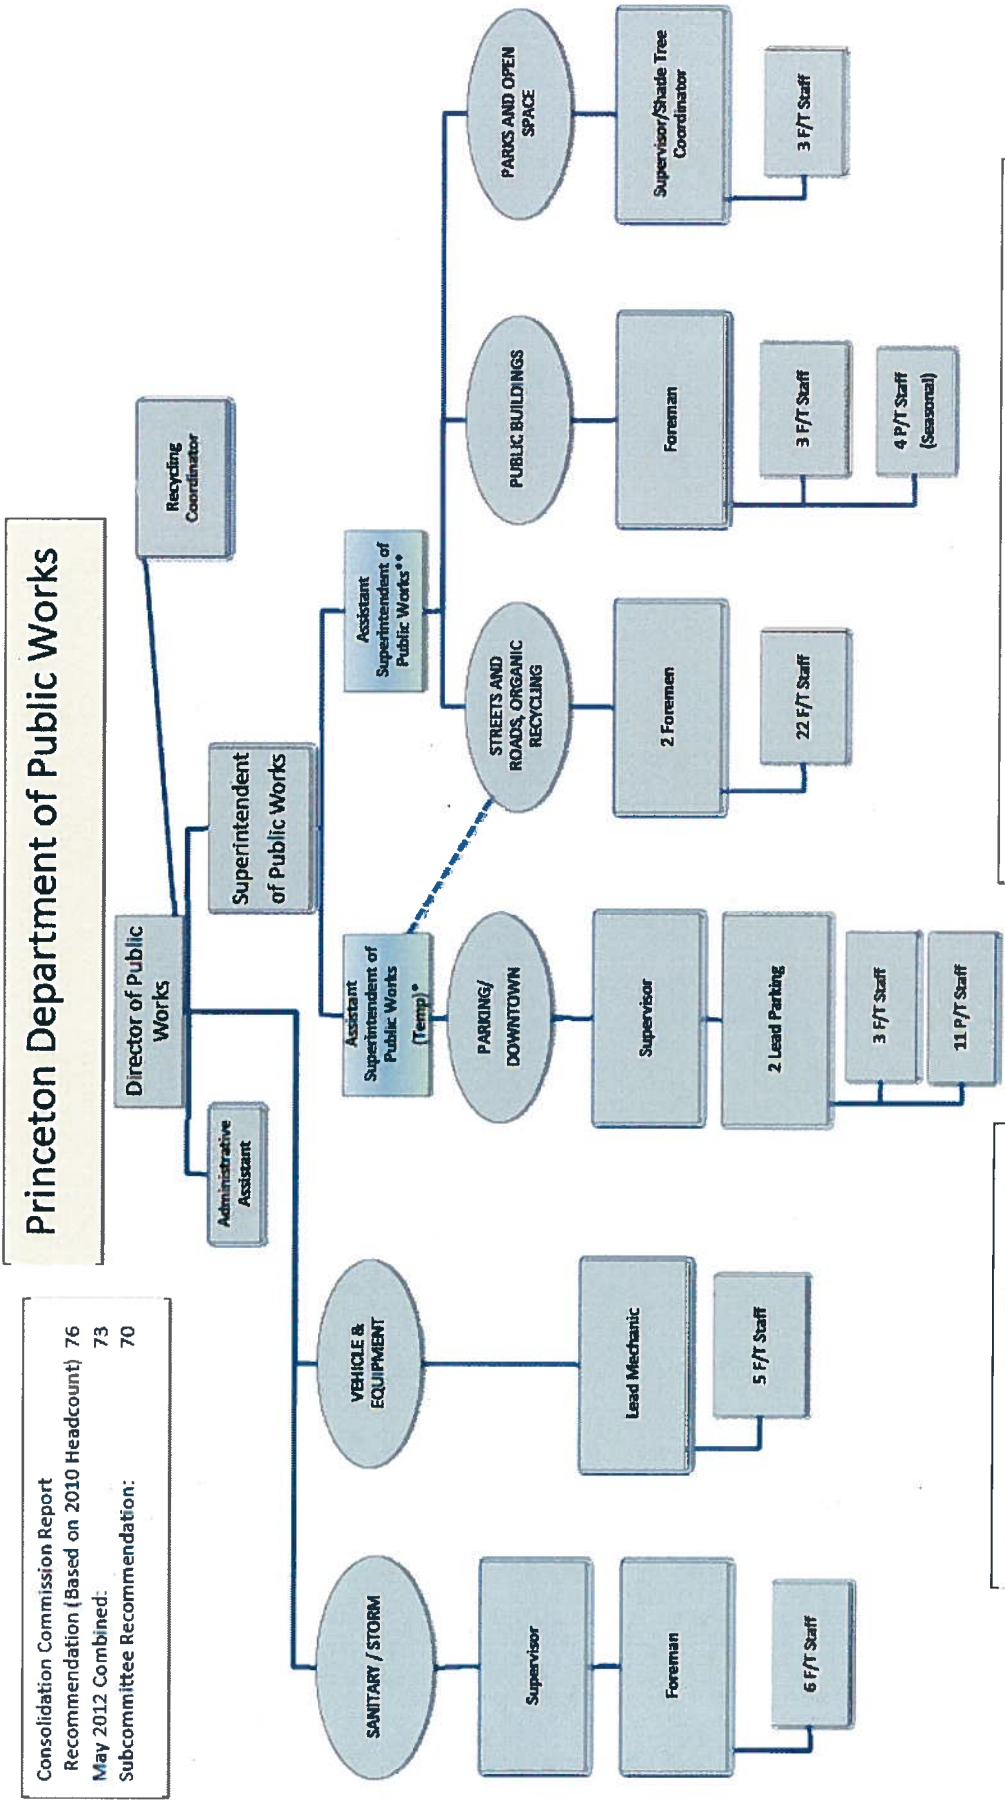 Princeton Department of Public Works
Consolidation Commission Report
Recommendation (Based on 2010 Headcount) 76
May 2012 Combined: 73
Subcommittee Recommendation: 70
Director of Public
Works
Recycling
Coordinator
Administrative
Assistant
Superintendent
of Public Works
Assistant
Superintendent of
Public Works
(Temp)*
Assistant
Superintendent of
Public Works**
SANITARY / STORM
Supervisor
Foreman
6 F/T Staff
VEHICLE &
EQUIPMENT
Lead Mechanic
5 F/T Staff
PARKING/
DOWNTOWN
Supervisor
2 Lead Parking
3 F/T Staff
11 P/T Staff
STREETS AND
ROADS, ORGANIC
RECYCLING
2 Foremen
22 F/T Staff
PUBLIC BUILDINGS
Foreman
3 F/T Staff
4 P/T Staff
(Seasonal)
PARKS AND OPEN
SPACE
Supervisor/Shade Tree
Coordinator
3 F/T Staff